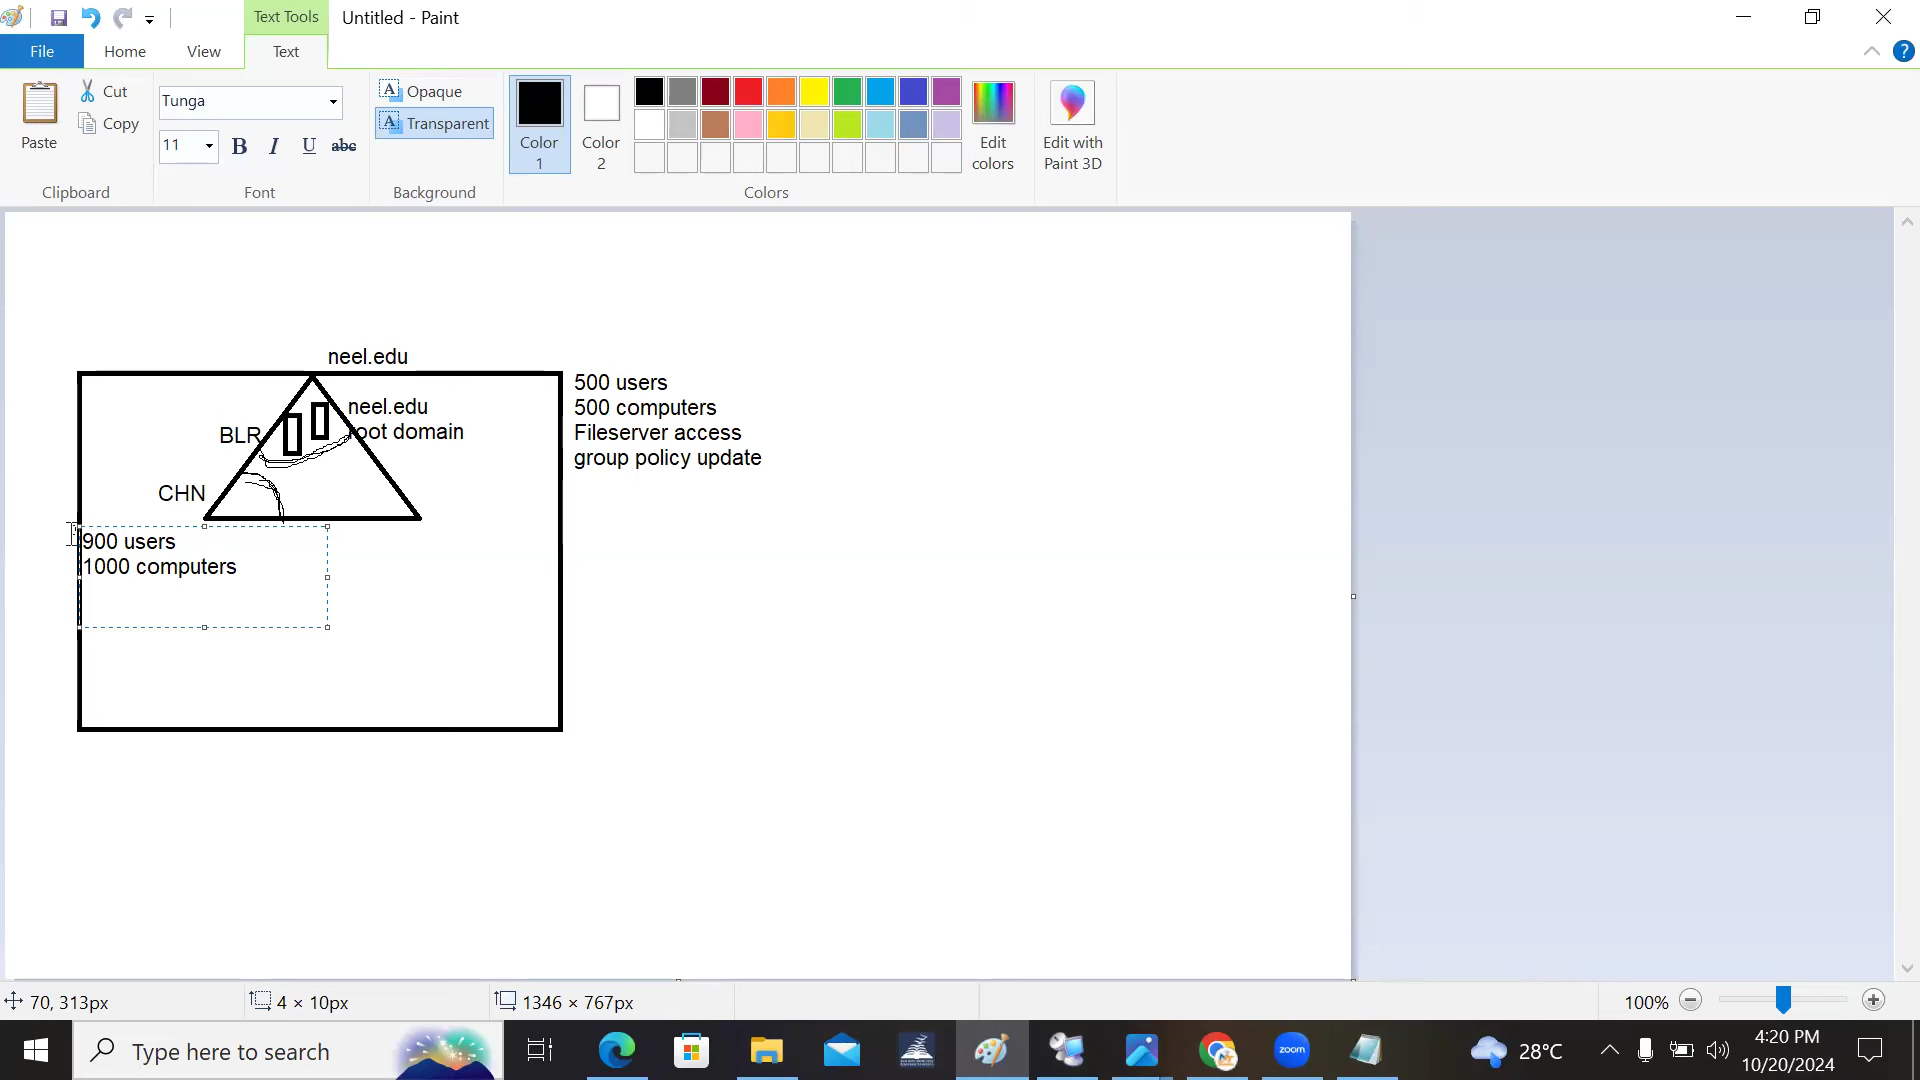 Text Tools
Untitled - Paint
File
Home
View
Text
Paste
Cut
Copy
Clipboard
Tunga
11
B I U abc
Font
A Opaque
A Transparent
Background
Color
1
Color
2
Edit
colors
Colors
Edit with
Paint 3D
neel.edu
neel.edu
root domain
BLR
CHN
900 users
1000 computers
500 users
500 computers
Fileserver access
group policy update
70, 313px
4 × 10px
1346 × 767px
100%
Type here to search
zoom
28°C
4:20 PM
10/20/2024